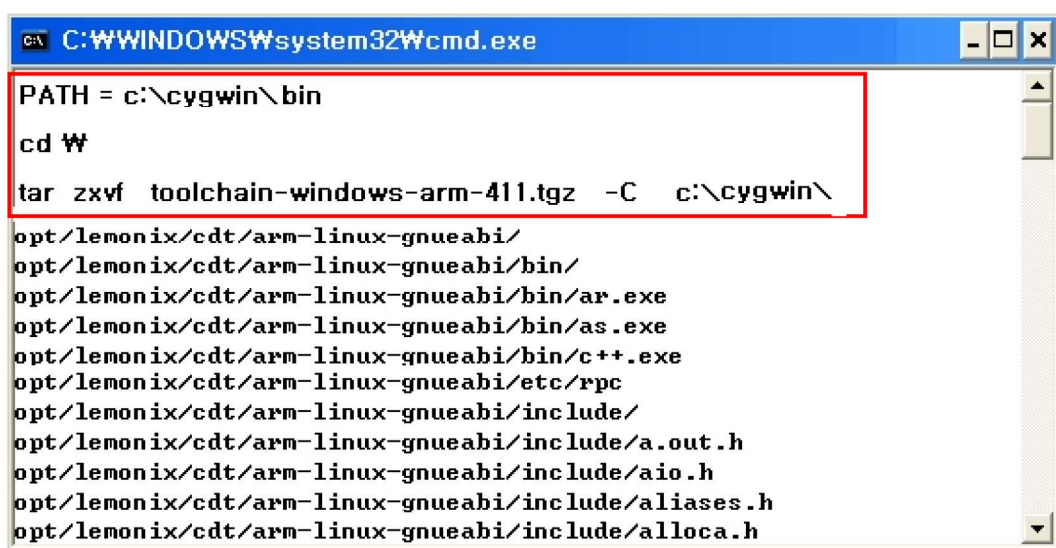 C:₩WINDOWS₩system32₩cmd.exe
PATH = c:\cygwin\bin
cd ₩
tar zxvf toolchain-windows-arm-411.tgz -C c:\cygwin\
opt/lemonix/cdt/arm-linux-gnueabi/
opt/lemonix/cdt/arm-linux-gnueabi/bin/
opt/lemonix/cdt/arm-linux-gnueabi/bin/ar.exe
opt/lemonix/cdt/arm-linux-gnueabi/bin/as.exe
opt/lemonix/cdt/arm-linux-gnueabi/bin/c++.exe
opt/lemonix/cdt/arm-linux-gnueabi/etc/rpc
opt/lemonix/cdt/arm-linux-gnueabi/include/
opt/lemonix/cdt/arm-linux-gnueabi/include/a.out.h
opt/lemonix/cdt/arm-linux-gnueabi/include/aio.h
opt/lemonix/cdt/arm-linux-gnueabi/include/aliases.h
opt/lemonix/cdt/arm-linux-gnueabi/include/alloca.h